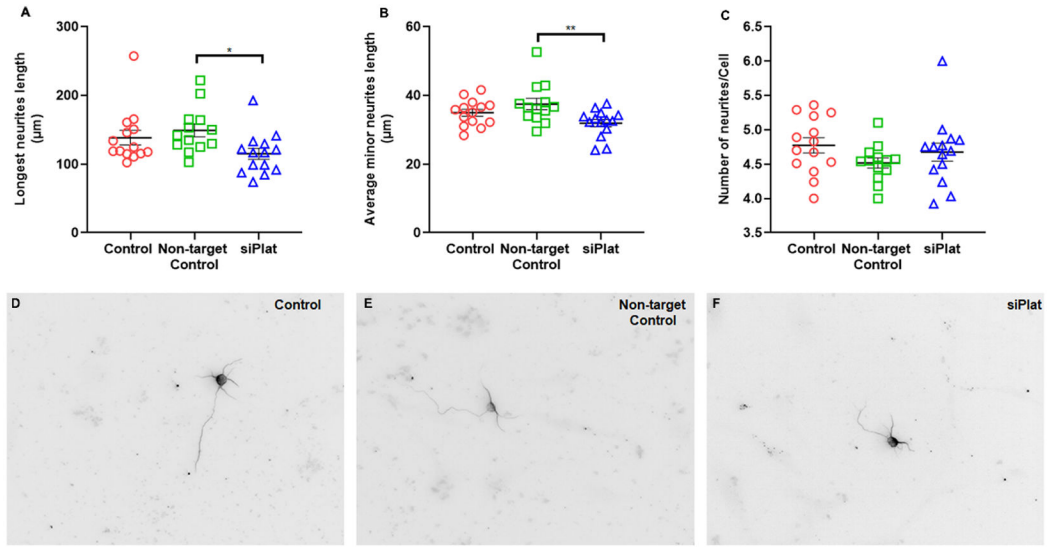 A
Longest neurites length
(µm)
300
200
100
0
*
Control
Non-target
Control
siPlat
B
Average minor neurites length
(µm)
60
40
20
0
**
Control
Non-target
Control
siPlat
C
Number of neurites/Cell
6.5
6.0
5.5
5.0
4.5
4.0
3.5
Control
Non-target
Control
siPlat
D
Control
E
Non-target
Control
F
siPlat